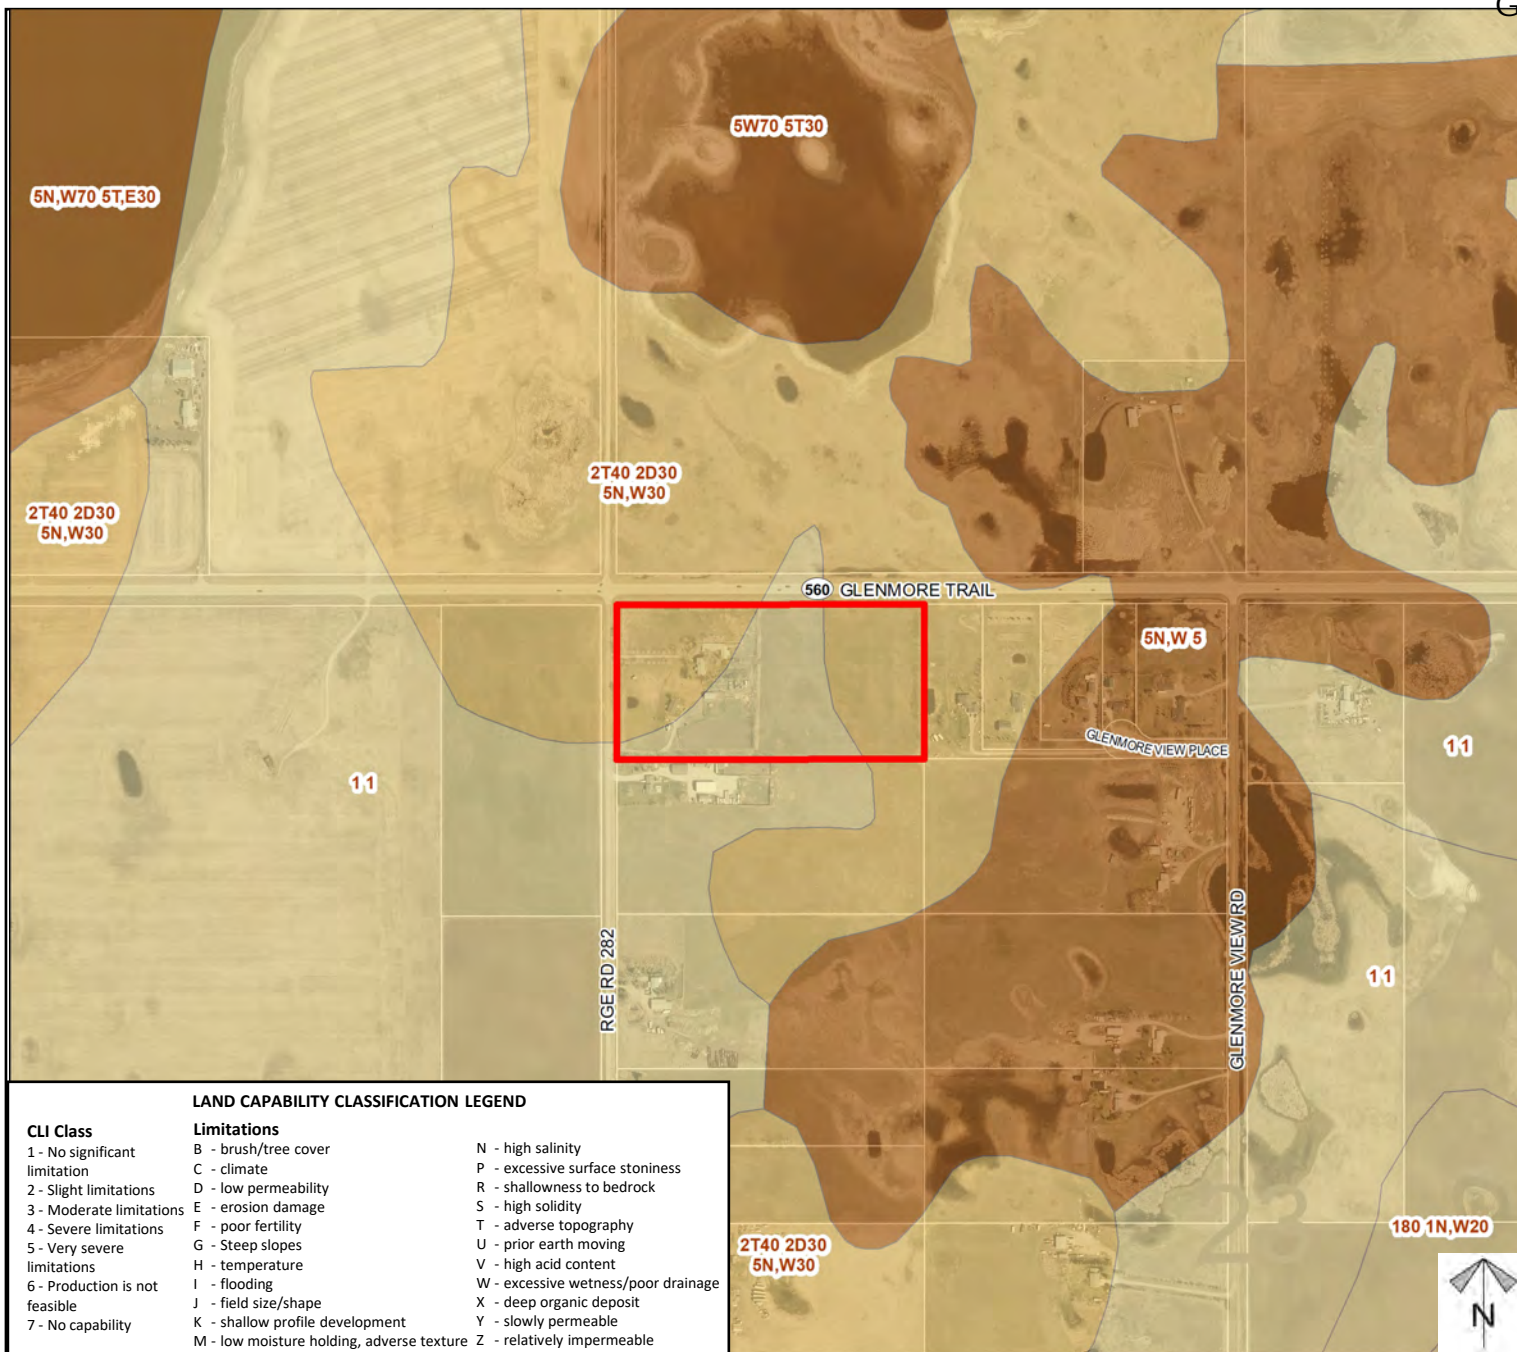 5W70 5T30
5N,W70 5T,E30
2T40 2D30
5N,W30
2T40 2D30
5N,W30
560 GLENMORE TRAIL
5N,W 5
GLENMORE VIEW PLACE
1 1
1 1
RGE RD 282
GLENMORE VIEW RD
1 1
23
2T40 2D30
5N,W30
180 1N,W20
N
LAND CAPABILITY CLASSIFICATION LEGEND
CLI Class
1 - No significant
limitation
2 - Slight limitations
3 - Moderate limitations
4 - Severe limitations
5 - Very severe
limitations
6 - Production is not
feasible
7 - No capability
Limitations
B - brush/tree cover
C - climate
D - low permeability
E - erosion damage
F - poor fertility
G - Steep slopes
H - temperature
I - flooding
J - field size/shape
K - shallow profile development
M - low moisture holding, adverse texture
N - high salinity
P - excessive surface stoniness
R - shallowness to bedrock
S - high solidity
T - adverse topography
U - prior earth moving
V - high acid content
W - excessive wetness/poor drainage
X - deep organic deposit
Y - slowly permeable
Z - relatively impermeable